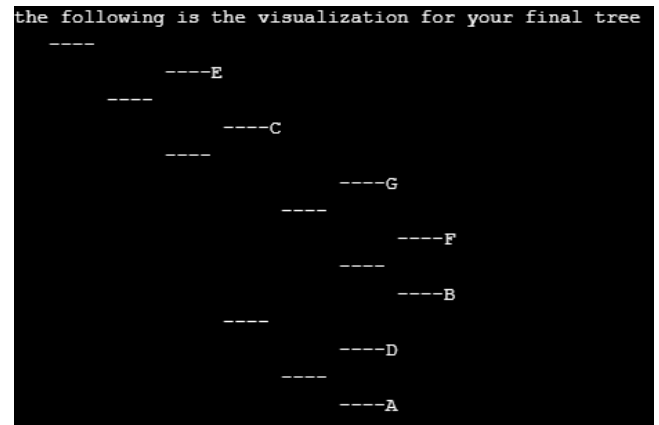 the following is the visualization for your final tree
----
----E
----
----C
----
----G
----
----F
----
----B
----
----D
----
----A